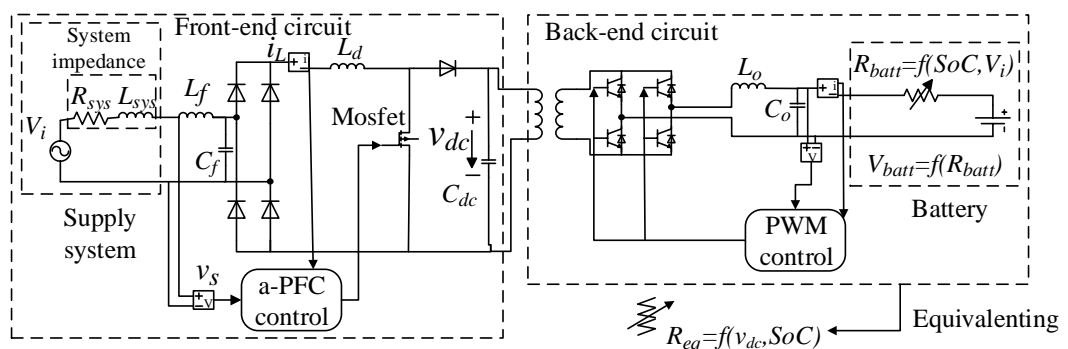 Front-end circuit
System
impedance
R_sys L_sys
V_i
L_f
C_f
i_L
i
L_d
Mosfet
+
v_dc
−
C_dc
Supply
system
v_s
+
−
v
a-PFC
control
Back-end circuit
L_o
C_o
+
i
+
−
v
R_batt=f(SoC,V_i)
+
V_batt=f(R_batt)
Battery
PWM
control
R_eq=f(v_dc,SoC)
Equivalenting